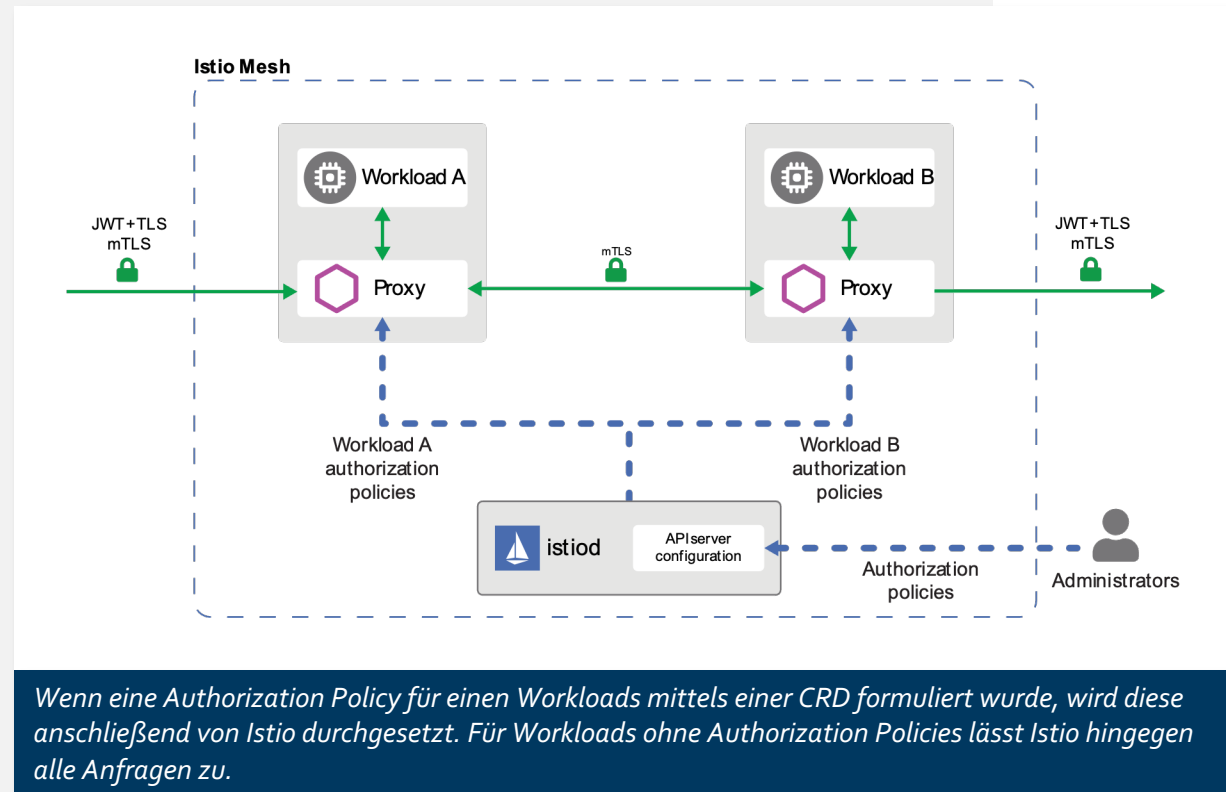 Istio Mesh
Workload A
Workload B
JWT+TLS
mTLS
mTLS
JWT+TLS
mTLS
Proxy
Proxy
Workload A
authorization
policies
Workload B
authorization
policies
istiod
API server
configuration
Authorization
policies
Administrators
Wenn eine Authorization Policy für einen Workloads mittels einer CRD formuliert wurde, wird diese
anschließend von Istio durchgesetzt. Für Workloads ohne Authorization Policies lässt Istio hingegen
alle Anfragen zu.